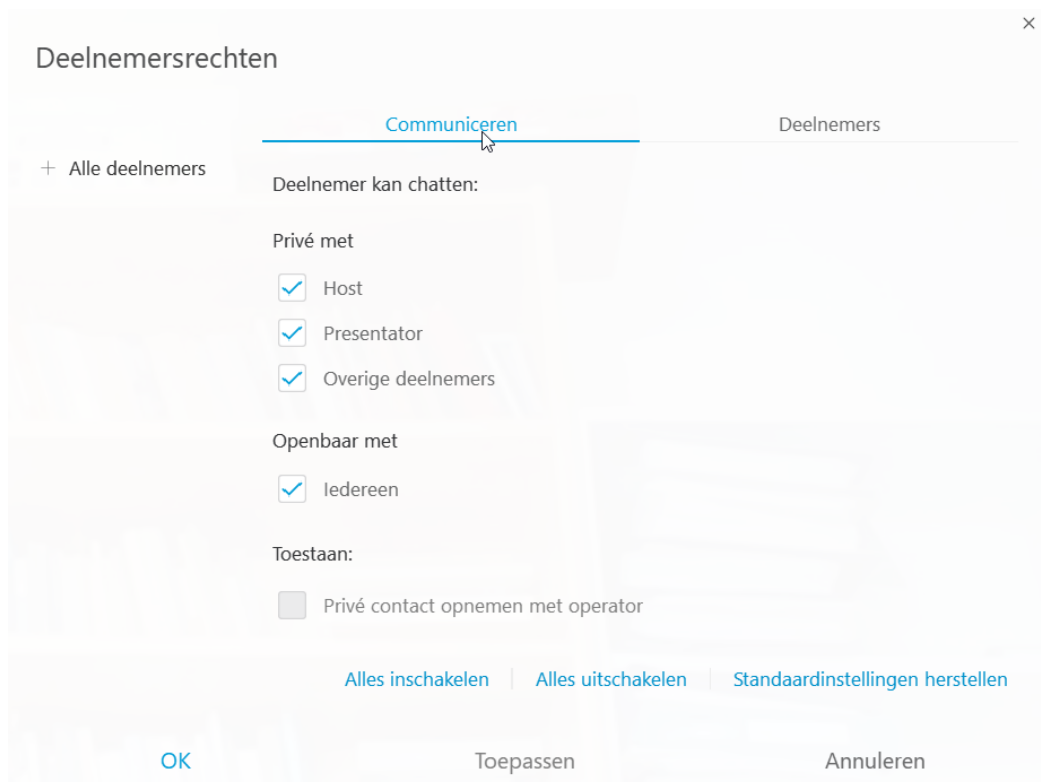 Deelnemersrechten
Communiceren Deelnemers
+ Alle deelnemers
Deelnemer kan chatten:
Privé met
Host
Presentator
Overige deelnemers
Openbaar met
Iedereen
Toestaan:
Privé contact opnemen met operator
Alles inschakelen Alles uitschakelen Standaardinstellingen herstellen
OK Toepassen Annuleren